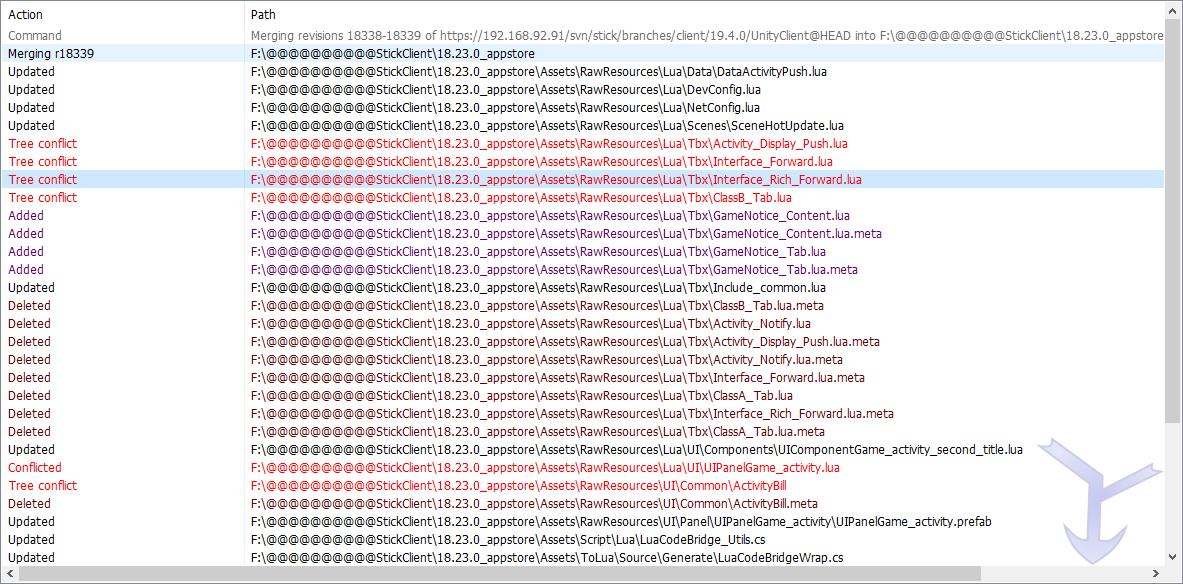 Action Path
Command Merging revisions 18338-18339 of https://192.168.92.91/svn/stick/branches/client/19.4.0/UnityClient@HEAD into F:\@@@@@@@@@@StickClient\18.23.0_appstore
Merging r18339 F:\@@@@@@@@@@StickClient\18.23.0_appstore
Updated F:\@@@@@@@@@@StickClient\18.23.0_appstore\Assets\RawResources\Lua\Data\DataActivityPush.lua
Updated F:\@@@@@@@@@@StickClient\18.23.0_appstore\Assets\RawResources\Lua\DevConfig.lua
Updated F:\@@@@@@@@@@StickClient\18.23.0_appstore\Assets\RawResources\Lua\NetConfig.lua
Updated F:\@@@@@@@@@@StickClient\18.23.0_appstore\Assets\RawResources\Lua\Scenes\SceneHotUpdate.lua
Tree conflict F:\@@@@@@@@@@StickClient\18.23.0_appstore\Assets\RawResources\Lua\Tbx\Activity_Display_Push.lua
Tree conflict F:\@@@@@@@@@@StickClient\18.23.0_appstore\Assets\RawResources\Lua\Tbx\Interface_Forward.lua
Tree conflict F:\@@@@@@@@@@StickClient\18.23.0_appstore\Assets\RawResources\Lua\Tbx\Interface_Rich_Forward.lua
Tree conflict F:\@@@@@@@@@@StickClient\18.23.0_appstore\Assets\RawResources\Lua\Tbx\ClassB_Tab.lua
Added F:\@@@@@@@@@@StickClient\18.23.0_appstore\Assets\RawResources\Lua\Tbx\GameNotice_Content.lua
Added F:\@@@@@@@@@@StickClient\18.23.0_appstore\Assets\RawResources\Lua\Tbx\GameNotice_Content.lua.meta
Added F:\@@@@@@@@@@StickClient\18.23.0_appstore\Assets\RawResources\Lua\Tbx\GameNotice_Tab.lua
Added F:\@@@@@@@@@@StickClient\18.23.0_appstore\Assets\RawResources\Lua\Tbx\GameNotice_Tab.lua.meta
Updated F:\@@@@@@@@@@StickClient\18.23.0_appstore\Assets\RawResources\Lua\Tbx\Include_common.lua
Deleted F:\@@@@@@@@@@StickClient\18.23.0_appstore\Assets\RawResources\Lua\Tbx\ClassB_Tab.lua.meta
Deleted F:\@@@@@@@@@@StickClient\18.23.0_appstore\Assets\RawResources\Lua\Tbx\Activity_Notify.lua
Deleted F:\@@@@@@@@@@StickClient\18.23.0_appstore\Assets\RawResources\Lua\Tbx\Activity_Display_Push.lua.meta
Deleted F:\@@@@@@@@@@StickClient\18.23.0_appstore\Assets\RawResources\Lua\Tbx\Activity_Notify.lua.meta
Deleted F:\@@@@@@@@@@StickClient\18.23.0_appstore\Assets\RawResources\Lua\Tbx\Interface_Forward.lua.meta
Deleted F:\@@@@@@@@@@StickClient\18.23.0_appstore\Assets\RawResources\Lua\Tbx\ClassA_Tab.lua
Deleted F:\@@@@@@@@@@StickClient\18.23.0_appstore\Assets\RawResources\Lua\Tbx\Interface_Rich_Forward.lua.meta
Deleted F:\@@@@@@@@@@StickClient\18.23.0_appstore\Assets\RawResources\Lua\Tbx\ClassA_Tab.lua.meta
Updated F:\@@@@@@@@@@StickClient\18.23.0_appstore\Assets\RawResources\Lua\UI\Components\UIComponentGame_activity_second_title.lua
Conflicted F:\@@@@@@@@@@StickClient\18.23.0_appstore\Assets\RawResources\Lua\UI\UIPanelGame_activity.lua
Tree conflict F:\@@@@@@@@@@StickClient\18.23.0_appstore\Assets\RawResources\UI\Common\ActivityBill
Deleted F:\@@@@@@@@@@StickClient\18.23.0_appstore\Assets\RawResources\UI\Common\ActivityBill.meta
Updated F:\@@@@@@@@@@StickClient\18.23.0_appstore\Assets\RawResources\UI\Panel\UIPanelGame_activity\UIPanelGame_activity.prefab
Updated F:\@@@@@@@@@@StickClient\18.23.0_appstore\Assets\Script\Lua\LuaCodeBridge_Utils.cs
Updated F:\@@@@@@@@@@StickClient\18.23.0_appstore\Assets\ToLua\Source\Generate\LuaCodeBridgeWrap.cs